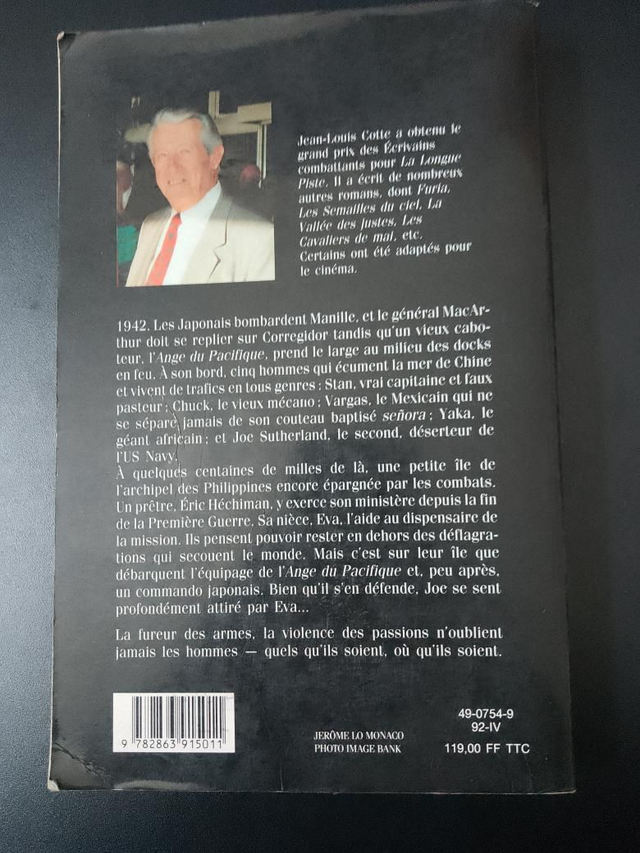 Jean-Louis Cotte a obtenu le
grand prix des Écrivains
combattants pour La Longue
Piste. Il a écrit de nombreux
autres romans, dont Furia,
Les Semailles du ciel, La
Vallée des justes, Les
Cavaliers de mai, etc.
Certains ont été adaptés pour
le cinéma.
1942. Les Japonais bombardent Manille, et le général MacAr-
thur doit se replier sur Corregidor tandis qu'un vieux cabo-
teur, l'Ange du Pacifique, prend le large au milieu des docks
en feu. À son bord, cinq hommes qui écument la mer de Chine
et vivent de trafics en tous genres : Stan, vrai capitaine et faux
pasteur ; Chuck, le vieux mécano ; Vargas, le Mexicain qui ne
se sépare jamais de son couteau baptisé señora ; Yaka, le
géant africain ; et Joe Sutherland, le second, déserteur de
l'US Navy.
À quelques centaines de milles de là, une petite île de
l'archipel des Philippines encore épargnée par les combats.
Un prêtre, Éric Héchiman, y exerce son ministère depuis la fin
de la Première Guerre. Sa nièce, Eva, l'aide au dispensaire de
la mission. Ils pensent pouvoir rester en dehors des déflagra-
tions qui secouent le monde. Mais c'est sur leur île que
débarquent l'équipage de l'Ange du Pacifique et, peu après,
un commando japonais. Bien qu'il s'en défende, Joe se sent
profondément attiré par Eva...
La fureur des armes, la violence des passions n'oublient
jamais les hommes — quels qu'ils soient, où qu'ils soient.
9 782863 915011
JERÔME LO MONACO
PHOTO IMAGE BANK
49-0754-9
92-IV
119,00 FF TTC